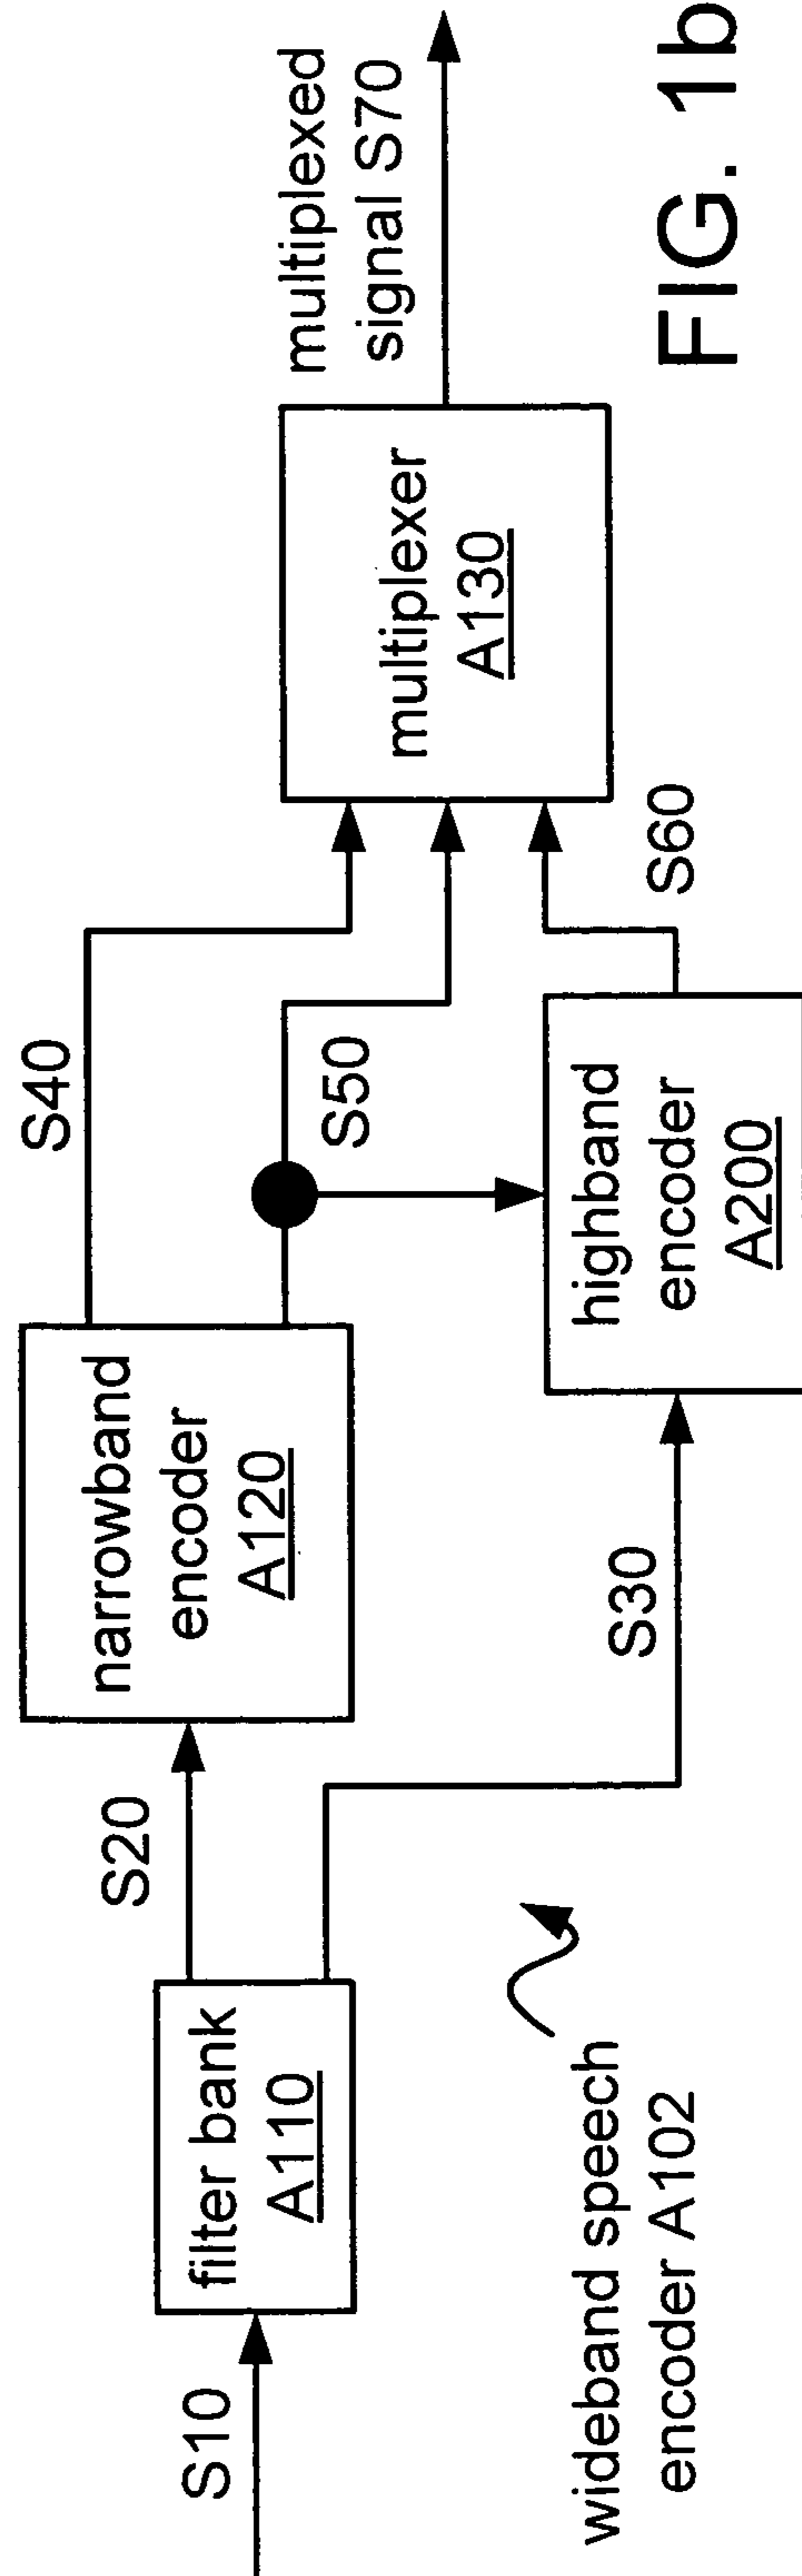 S10
filter bank
A110
S20
S30
narrowband
encoder
A120
S40
S50
highband
encoder
A200
S60
multiplexer
A130
multiplexed
signal S70
wideband speech
encoder A102
FIG. 1b